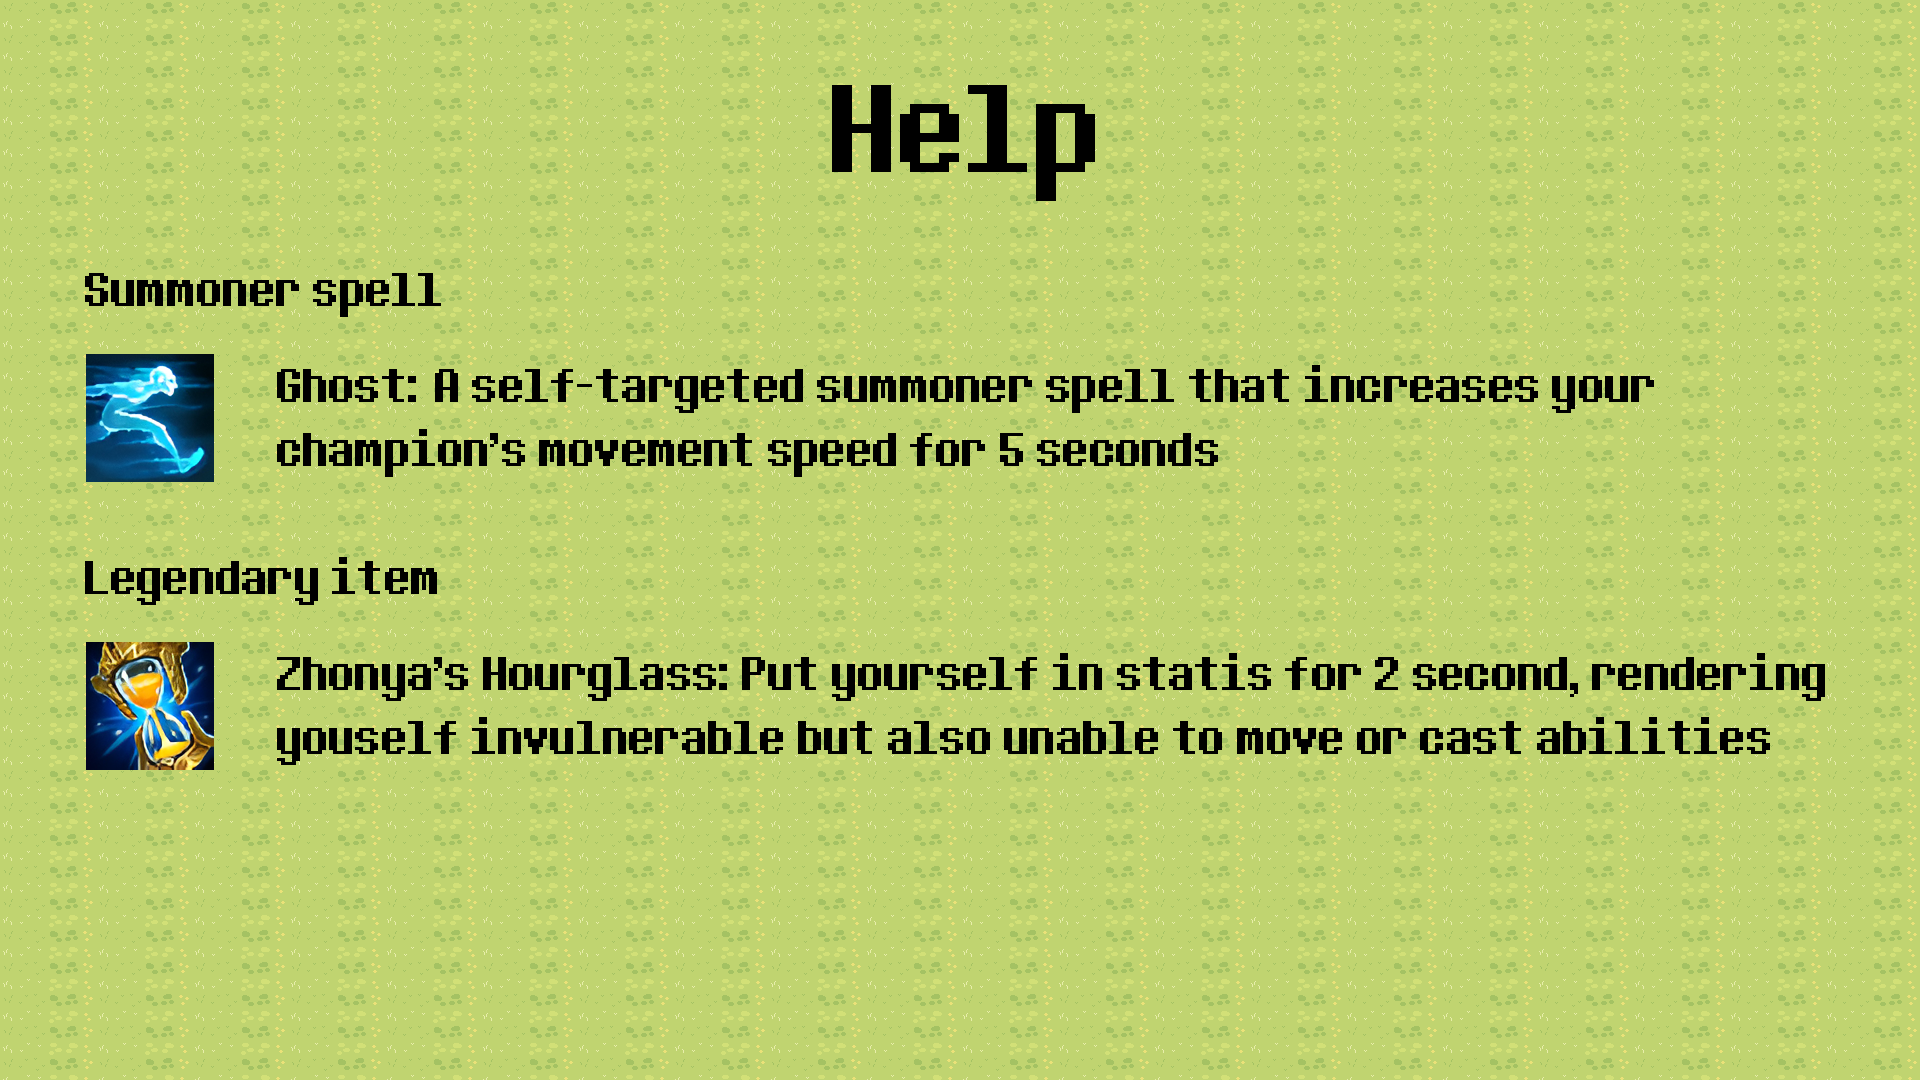 Help
Summoner spell
Ghost: A self-targeted summoner spell that increases your
champion's movement speed for 5 seconds
Legendary item
Zhonya's Hourglass: Put yourself in statis for 2 second, rendering
youself invulnerable but also unable to move or cast abilities